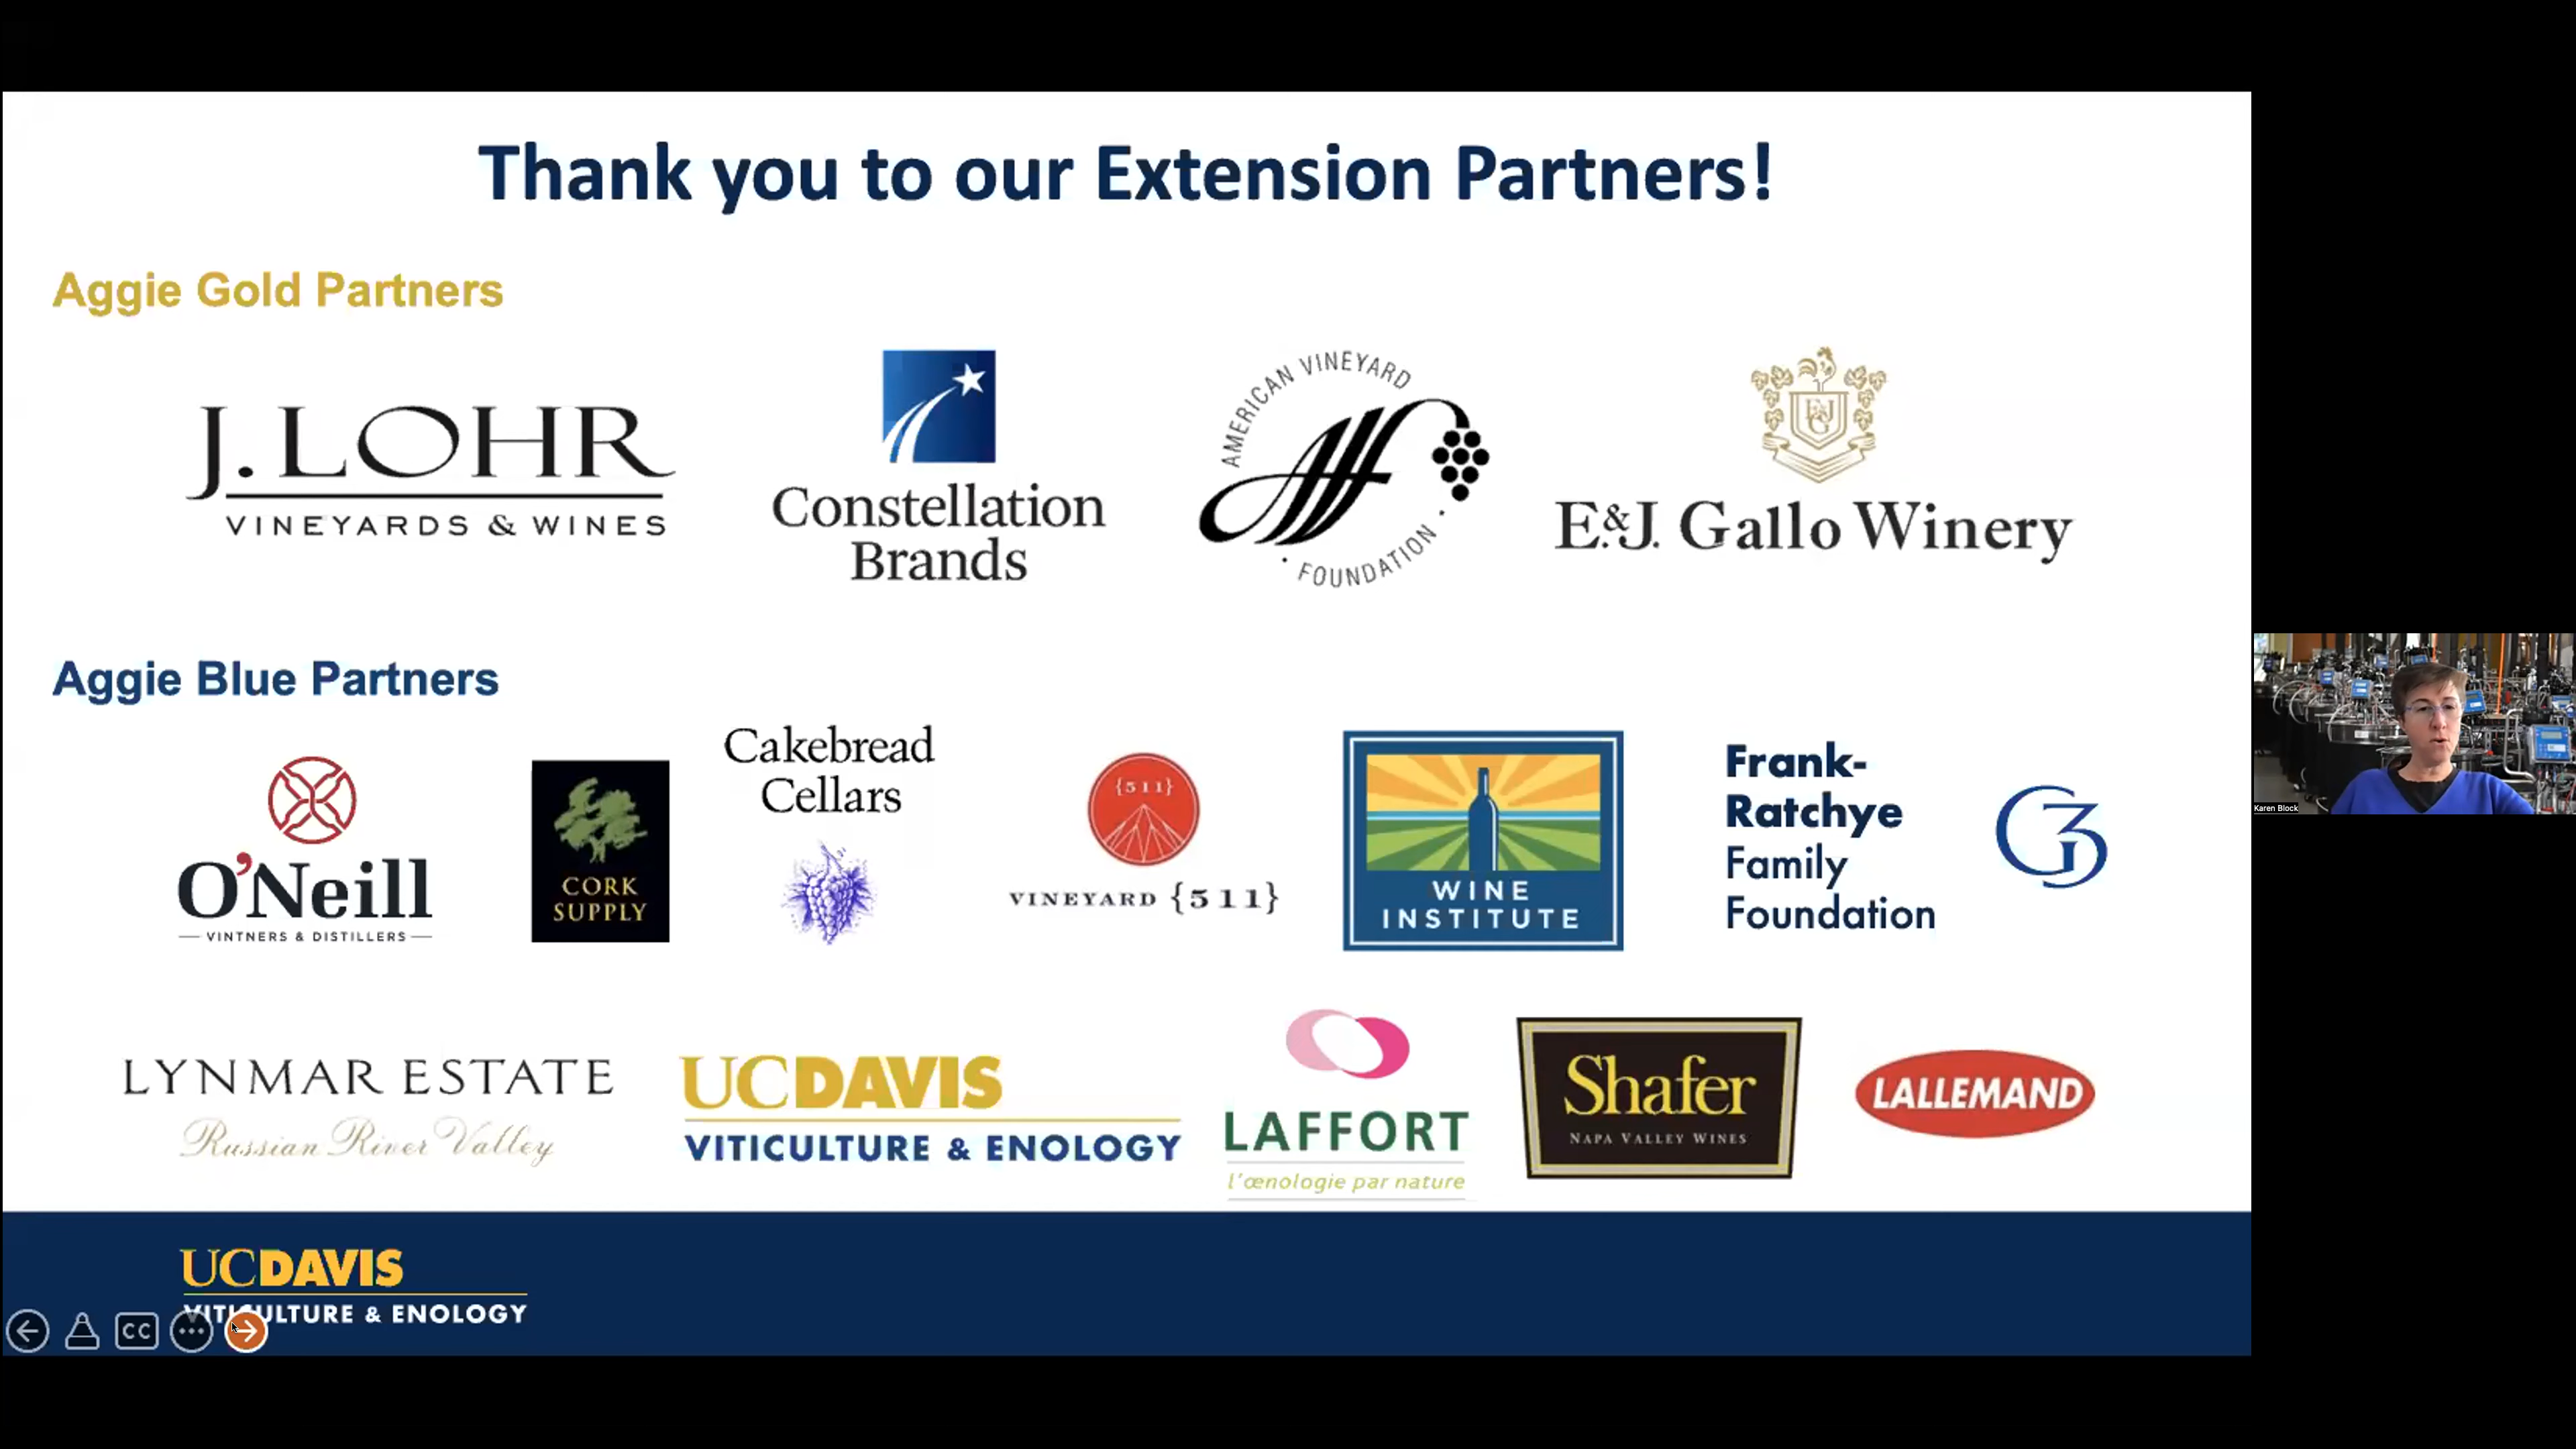 Thank you to our Extension Partners!
Aggie Gold Partners
J. LOHR
VINEYARDS & WINES
Constellation
Brands
AMERICAN VINEYARD
AVF
· FOUNDATION ·
E&J
G
E.&J. Gallo Winery
Aggie Blue Partners
O'Neill
VINTNERS & DISTILLERS
CORK
SUPPLY
Cakebread
Cellars
{511}
VINEYARD {511}
WINE
INSTITUTE
Frank-
Ratchye
Family
Foundation
G3
Karen Block
LYNMAR ESTATE
Russian River Valley
UCDAVIS
VITICULTURE & ENOLOGY
LAFFORT
l'œnologie par nature
Shafer
NAPA VALLEY WINES
LALLEMAND
UCDAVIS
VITICULTURE & ENOLOGY
CC